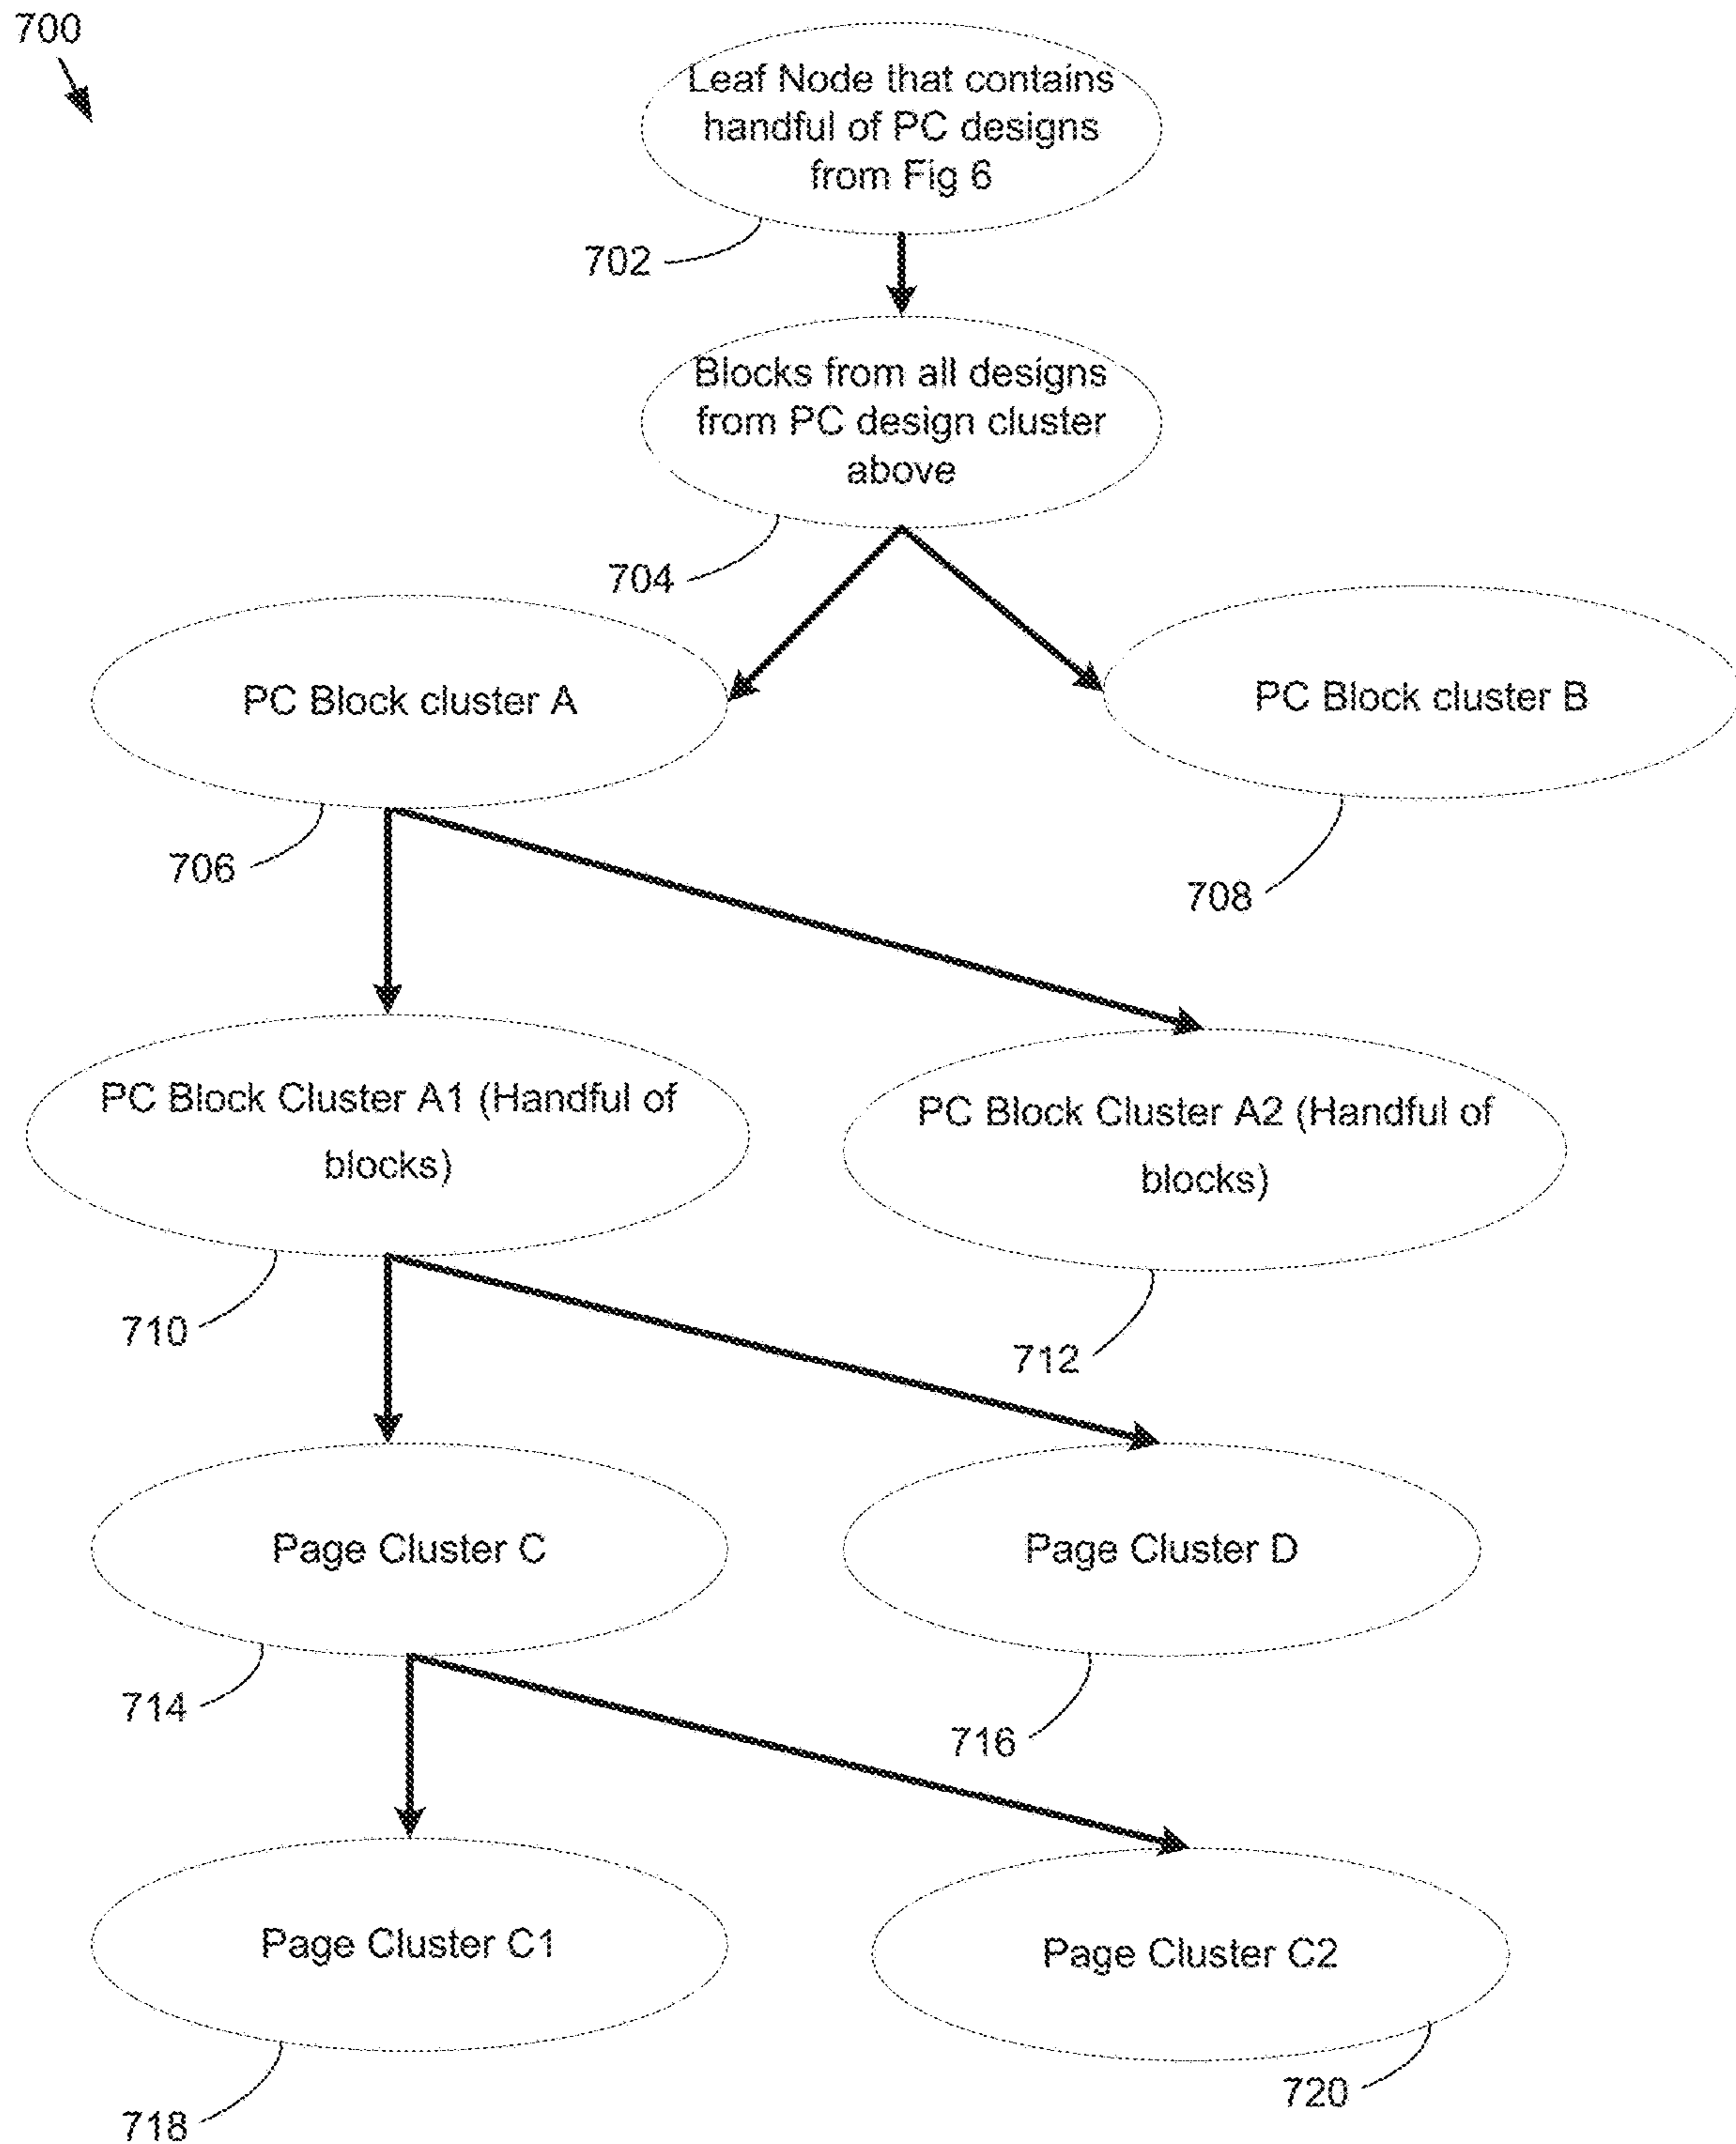 700
Leaf Node that contains
handful of PC designs
from Fig 6
702
Blocks from all designs
from PC design cluster
above
704
PC Block cluster A
PC Block cluster B
706
708
PC Block Cluster A1 (Handful of
blocks)
PC Block Cluster A2 (Handful of
blocks)
710
712
Page Cluster C
Page Cluster D
714
716
Page Cluster C1
Page Cluster C2
718
720